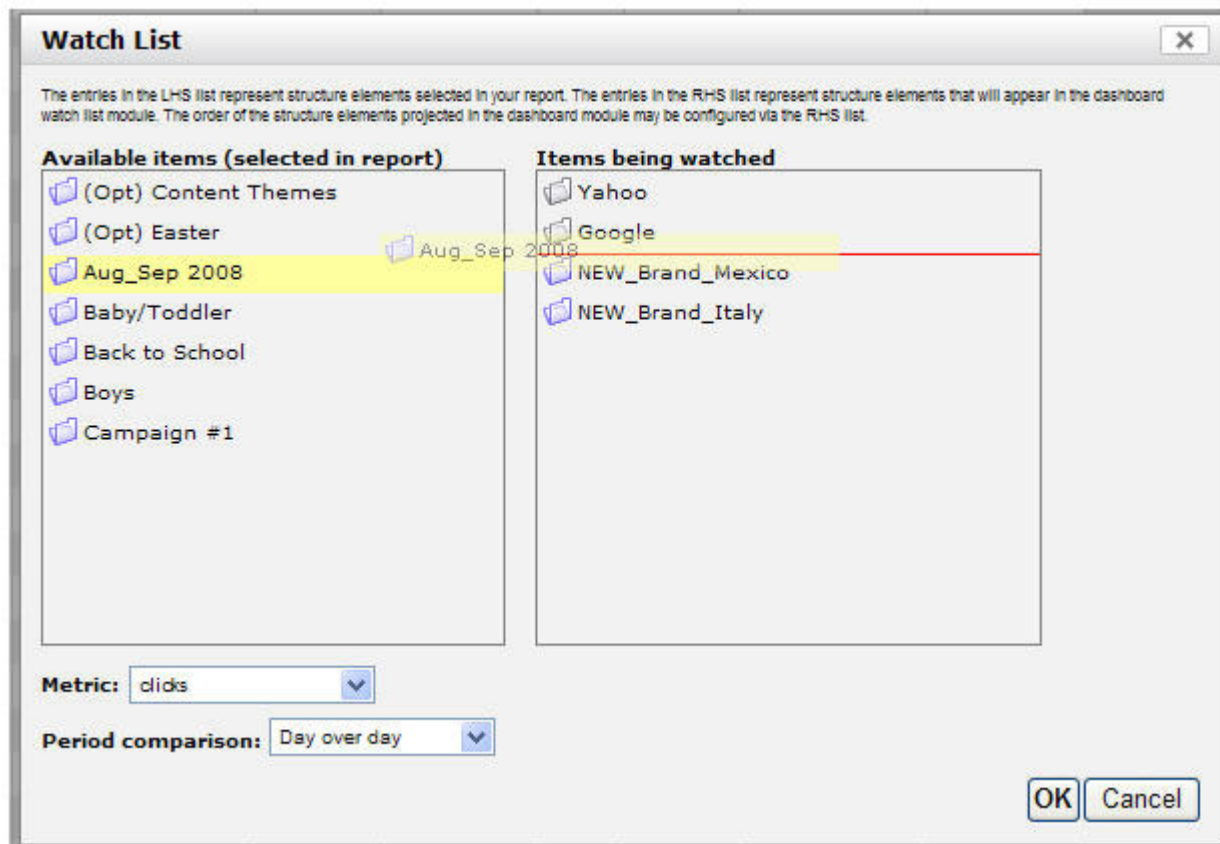 Watch List
The entries in the LHS list represent structure elements selected in your report. The entries in the RHS list represent structure elements that will appear in the dashboard
watch list module. The order of the structure elements projected in the dashboard module may be configured via the RHS list.
Available items (selected in report)
(Opt) Content Themes
(Opt) Easter
Aug_Sep 2008
Baby/Toddler
Back to School
Boys
Campaign #1
Aug_Sep 2008
Items being watched
Yahoo
Google
NEW_Brand_Mexico
NEW_Brand_Italy
Metric: clicks
Period comparison: Day over day
OK Cancel